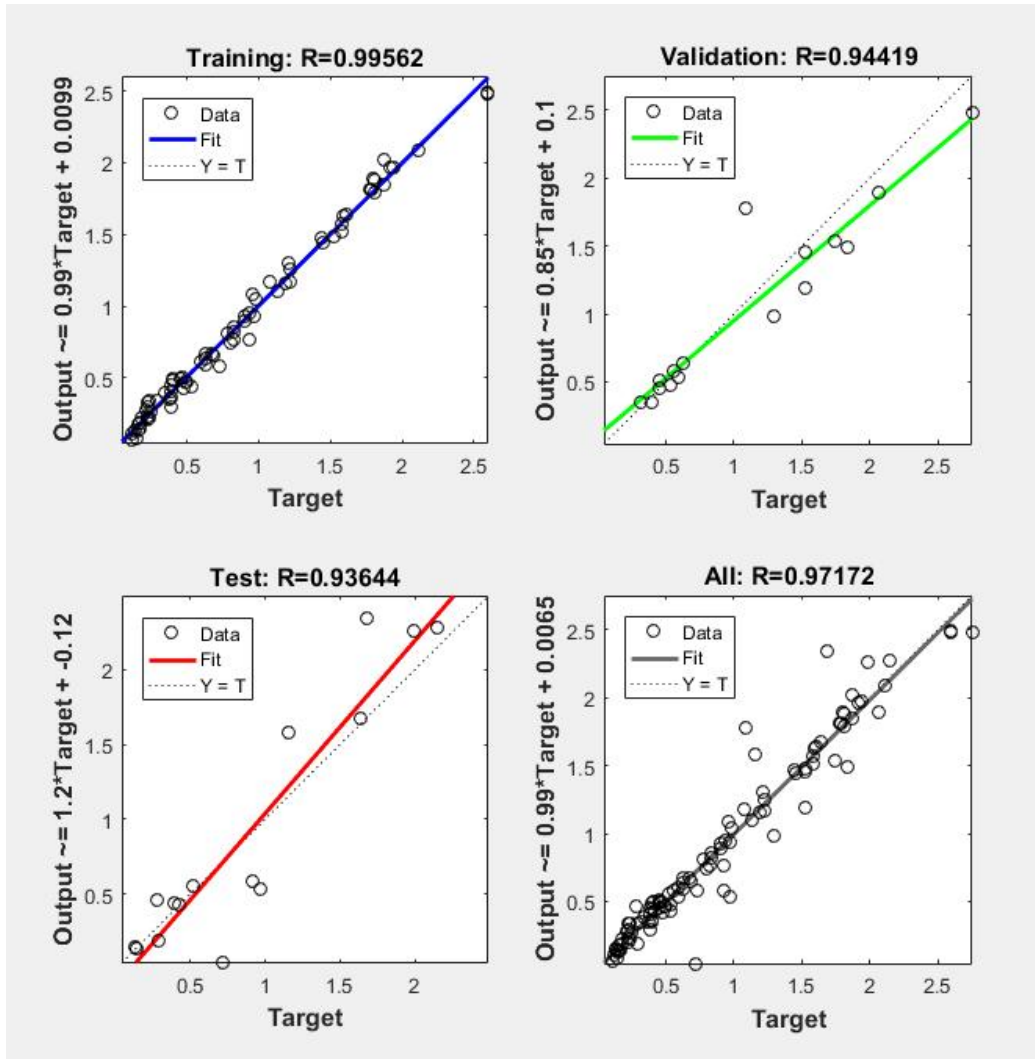 Training: R=0.99562
Output ~= 0.99*Target + 0.0099
Data
Fit
Y = T
2.5
2
1.5
1
0.5
0.5 1 1.5 2 2.5
Target
Validation: R=0.94419
Output ~= 0.85*Target + 0.1
Data
Fit
Y = T
2.5
2
1.5
1
0.5
0.5 1 1.5 2 2.5
Target
Test: R=0.93644
Output ~= 1.2*Target + -0.12
Data
Fit
Y = T
2
1.5
1
0.5
0.5 1 1.5 2
Target
All: R=0.97172
Output ~= 0.99*Target + 0.0065
Data
Fit
Y = T
2.5
2
1.5
1
0.5
0.5 1 1.5 2 2.5
Target